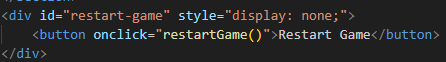 <div id="restart-game" style="display: none;">
    <button onclick="restartGame()">Restart Game</button>
</div>